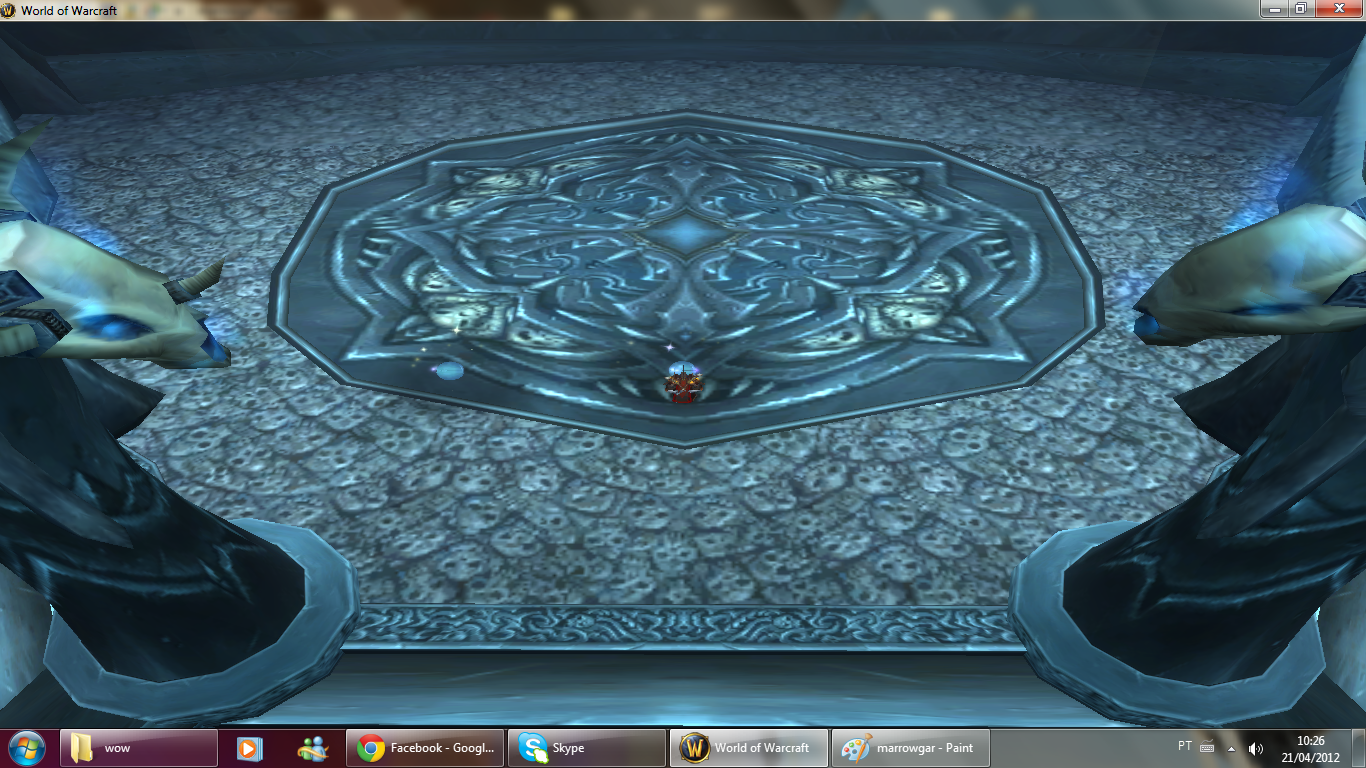 World of Warcraft
wow
Facebook - Googl...
Skype
World of Warcraft
marrowgar - Paint
PT
10:26
21/04/2012